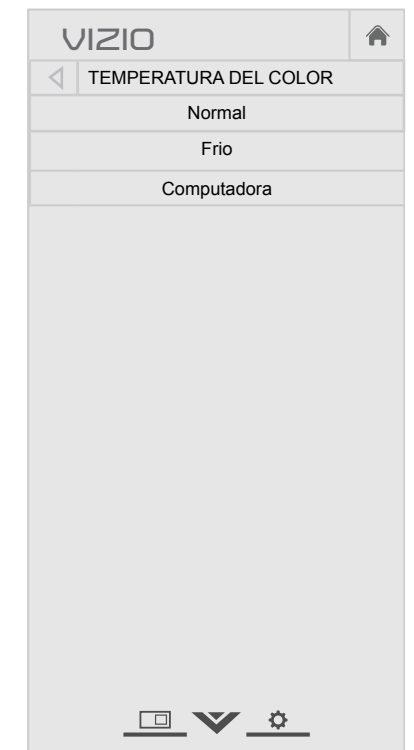 VIZIO
TEMPERATURA DEL COLOR
Normal
Frio
Computadora